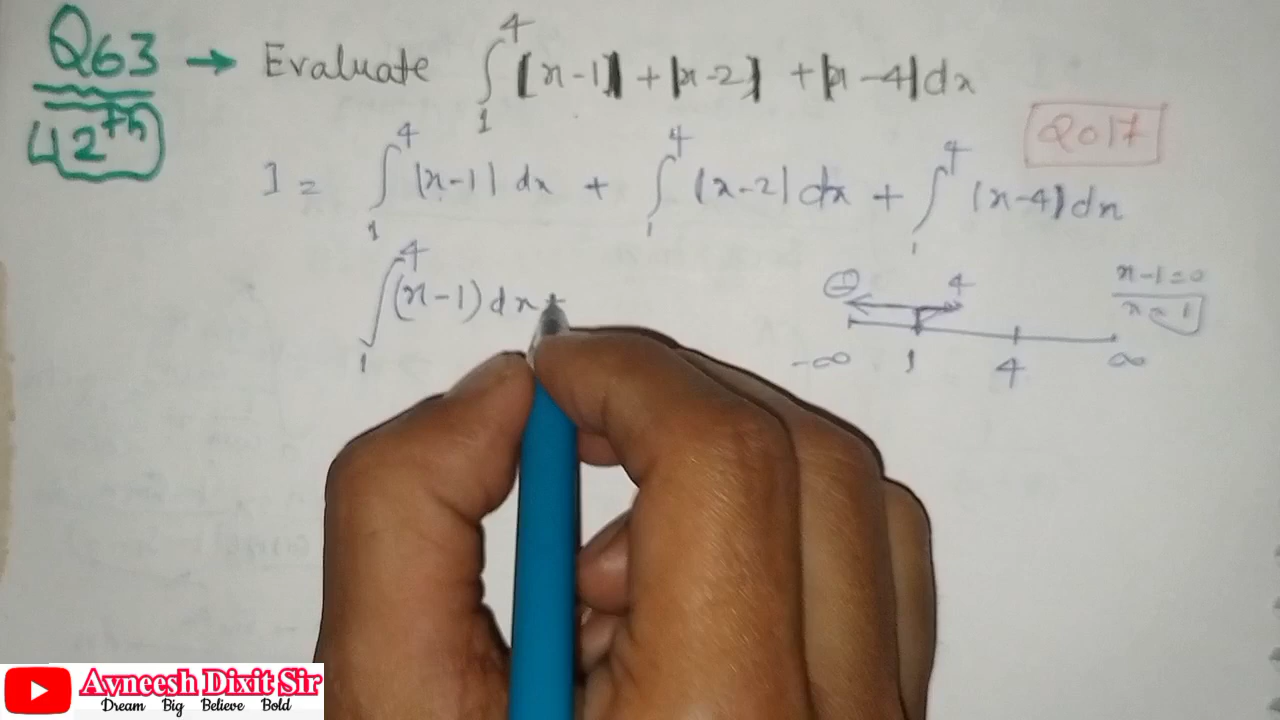 Q63 → Evaluate ∫₁⁴ |x-1| + |x-2| + |x-4| dx
42th
2017
I = ∫₁⁴ |x-1| dx + ∫₁⁴ |x-2| dx + ∫₁⁴ |x-4| dx
∫₁⁴ (x-1) dx +
4
-∞ 1 4 ∞
x-1=0
x=1
Avneesh Dixit Sir
Dream Big Believe Bold